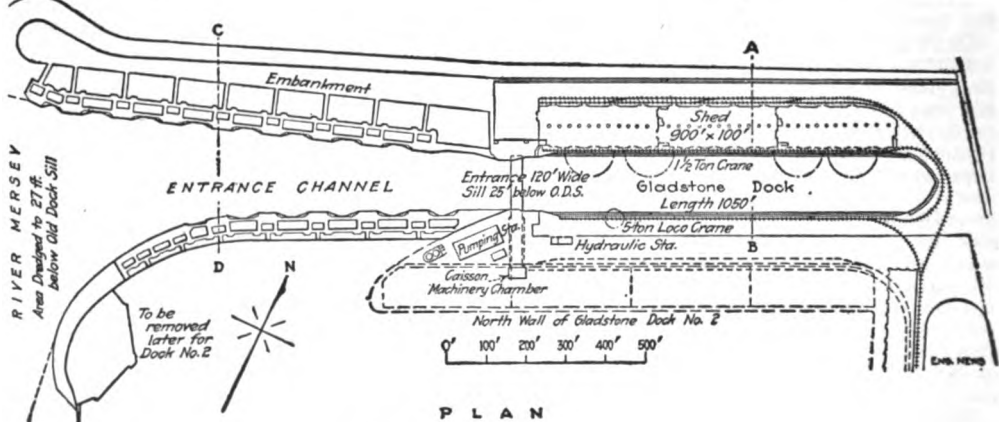 C
A
Embankment
Shed
900' × 100'
1½ Ton Crane
Entrance 120' Wide
Sill 25' below O.D.S.
ENTRANCE CHANNEL
Gladstone Dock
Length 1050'
RIVER MERSEY
Area Dredged to 27 ft.
below Old Dock Sill
5 ton Loco Crane
Pumping Sta.
Hydraulic Sta.
D
B
N
Caisson
Machinery Chamber
To be
removed
later for
Dock No. 2
North Wall of Gladstone Dock No. 2
0' 100' 200' 300' 400' 500'
ENG. NEWS
PLAN